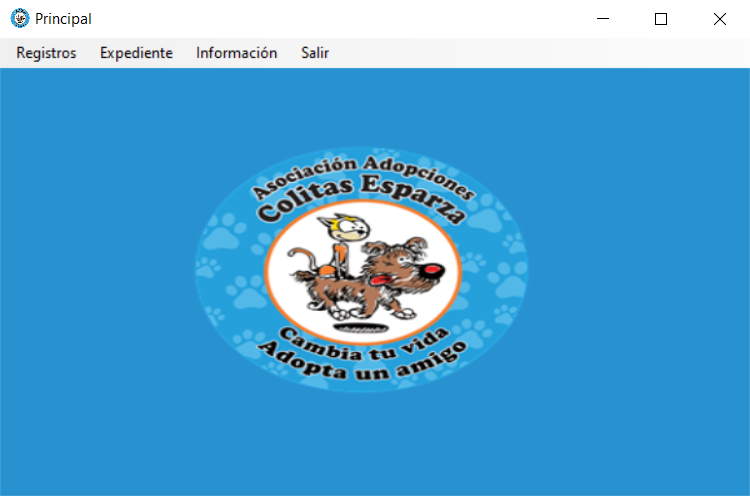 Principal
Registros Expediente Información Salir
Asociación Adopciones
Colitas Esparza
Cambia tu vida
Adopta un amigo